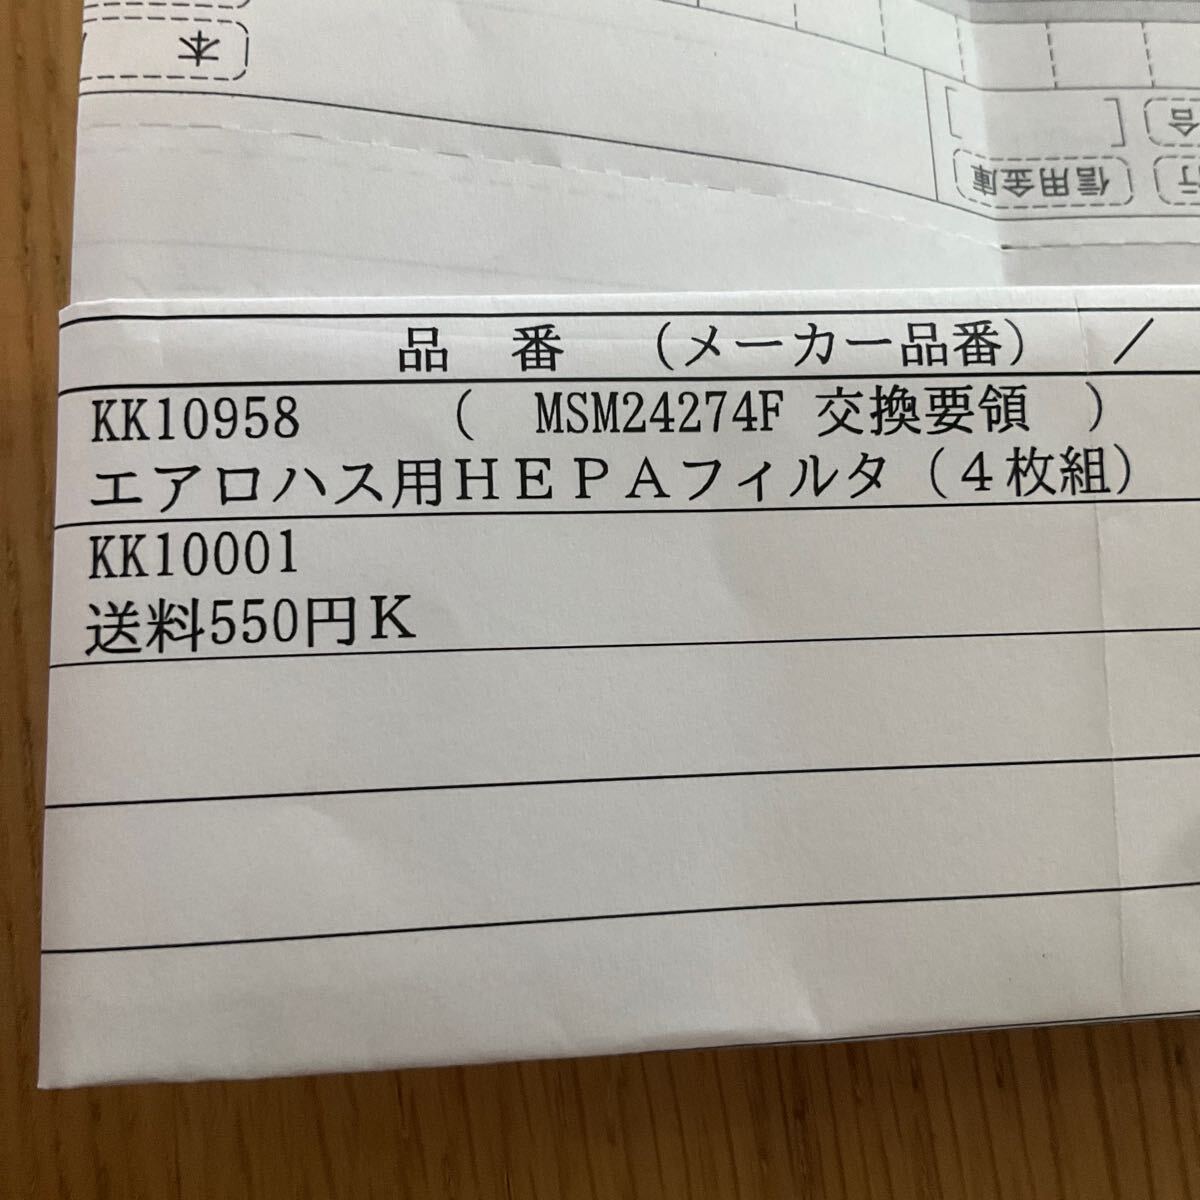 本
合
信用金庫
行
品　番　（メーカー品番）　／
KK10958　　（　MSM24274F 交換要領　）
エアロハス用ＨＥＰＡフィルタ（４枚組）
KK10001
送料550円Ｋ